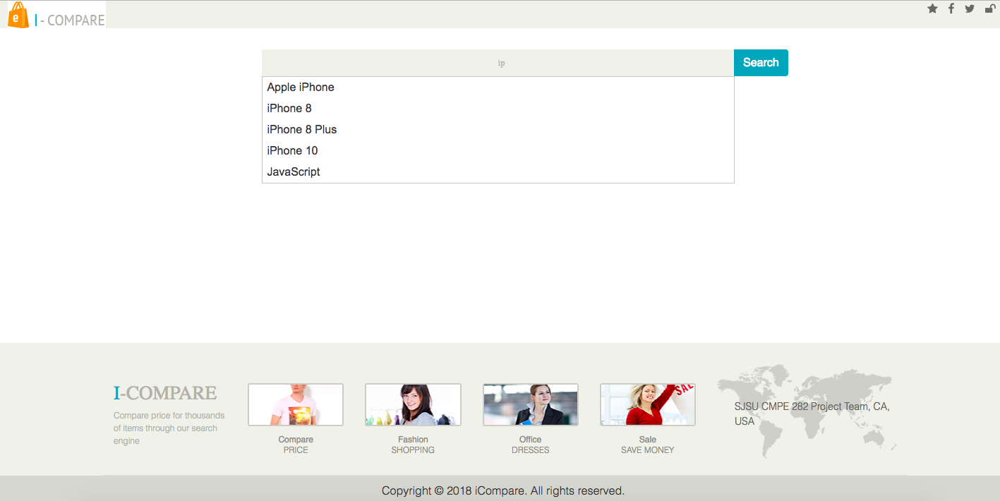 e I - COMPARE
ip
Search
Apple iPhone
iPhone 8
iPhone 8 Plus
iPhone 10
JavaScript
I-COMPARE
Compare price for thousands
of items through our search
engine
Compare
PRICE
Fashion
SHOPPING
Office
DRESSES
SAL
Sale
SAVE MONEY
SJSU CMPE 282 Project Team, CA,
USA
Copyright © 2018 iCompare. All rights reserved.